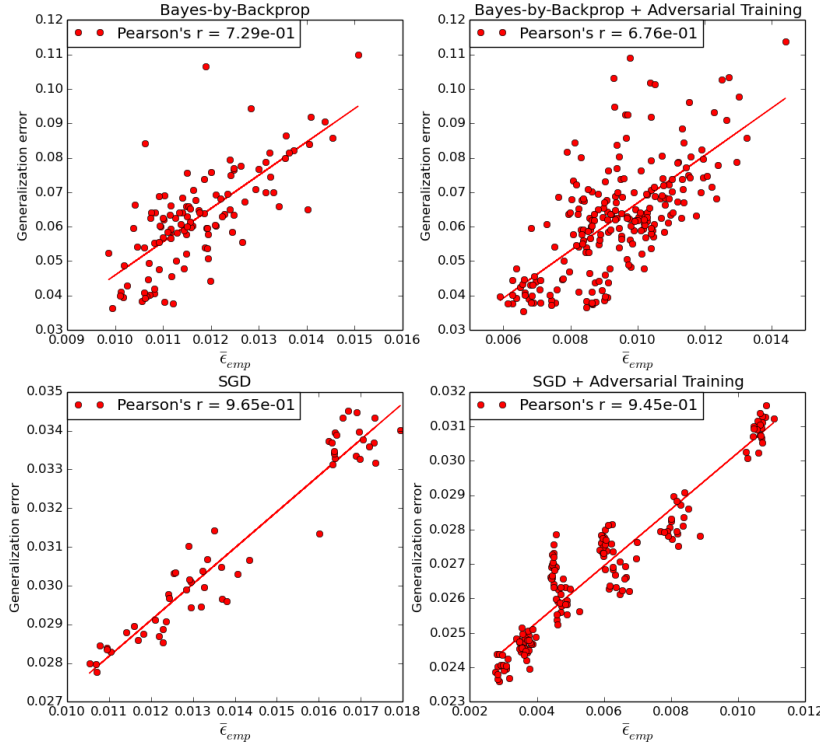 Bayes-by-Backprop
Pearson's r = 7.29e-01
Generalization error
0.12
0.11
0.10
0.09
0.08
0.07
0.06
0.05
0.04
0.03
0.009 0.010 0.011 0.012 0.013 0.014 0.015 0.016
ϵ̄emp
Bayes-by-Backprop + Adversarial Training
Pearson's r = 6.76e-01
Generalization error
0.12
0.11
0.10
0.09
0.08
0.07
0.06
0.05
0.04
0.03
0.006 0.008 0.010 0.012 0.014
ϵ̄emp
SGD
Pearson's r = 9.65e-01
Generalization error
0.035
0.034
0.033
0.032
0.031
0.030
0.029
0.028
0.027
0.010 0.011 0.012 0.013 0.014 0.015 0.016 0.017 0.018
ϵ̄emp
SGD + Adversarial Training
Pearson's r = 9.45e-01
Generalization error
0.032
0.031
0.030
0.029
0.028
0.027
0.026
0.025
0.024
0.023
0.002 0.004 0.006 0.008 0.010 0.012
ϵ̄emp